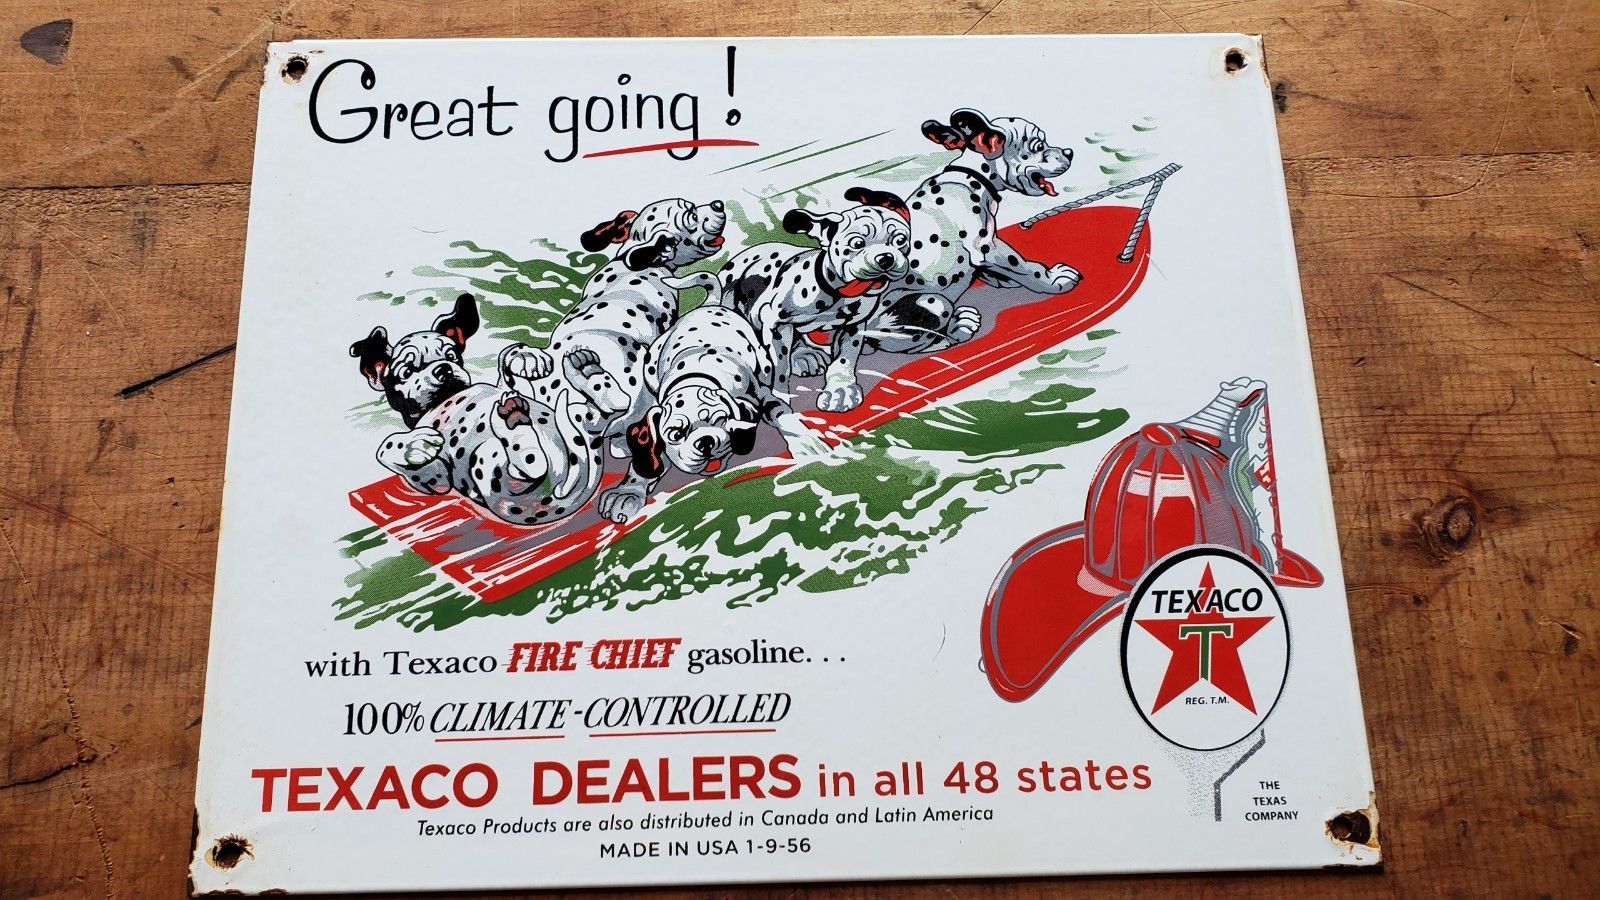 Great going!
with Texaco FIRE CHIEF gasoline...
100% CLIMATE-CONTROLLED
TEXACO DEALERS in all 48 states
Texaco Products are also distributed in Canada and Latin America
MADE IN USA 1-9-56
TEXACO
T
REG. T.M.
THE
TEXAS
COMPANY